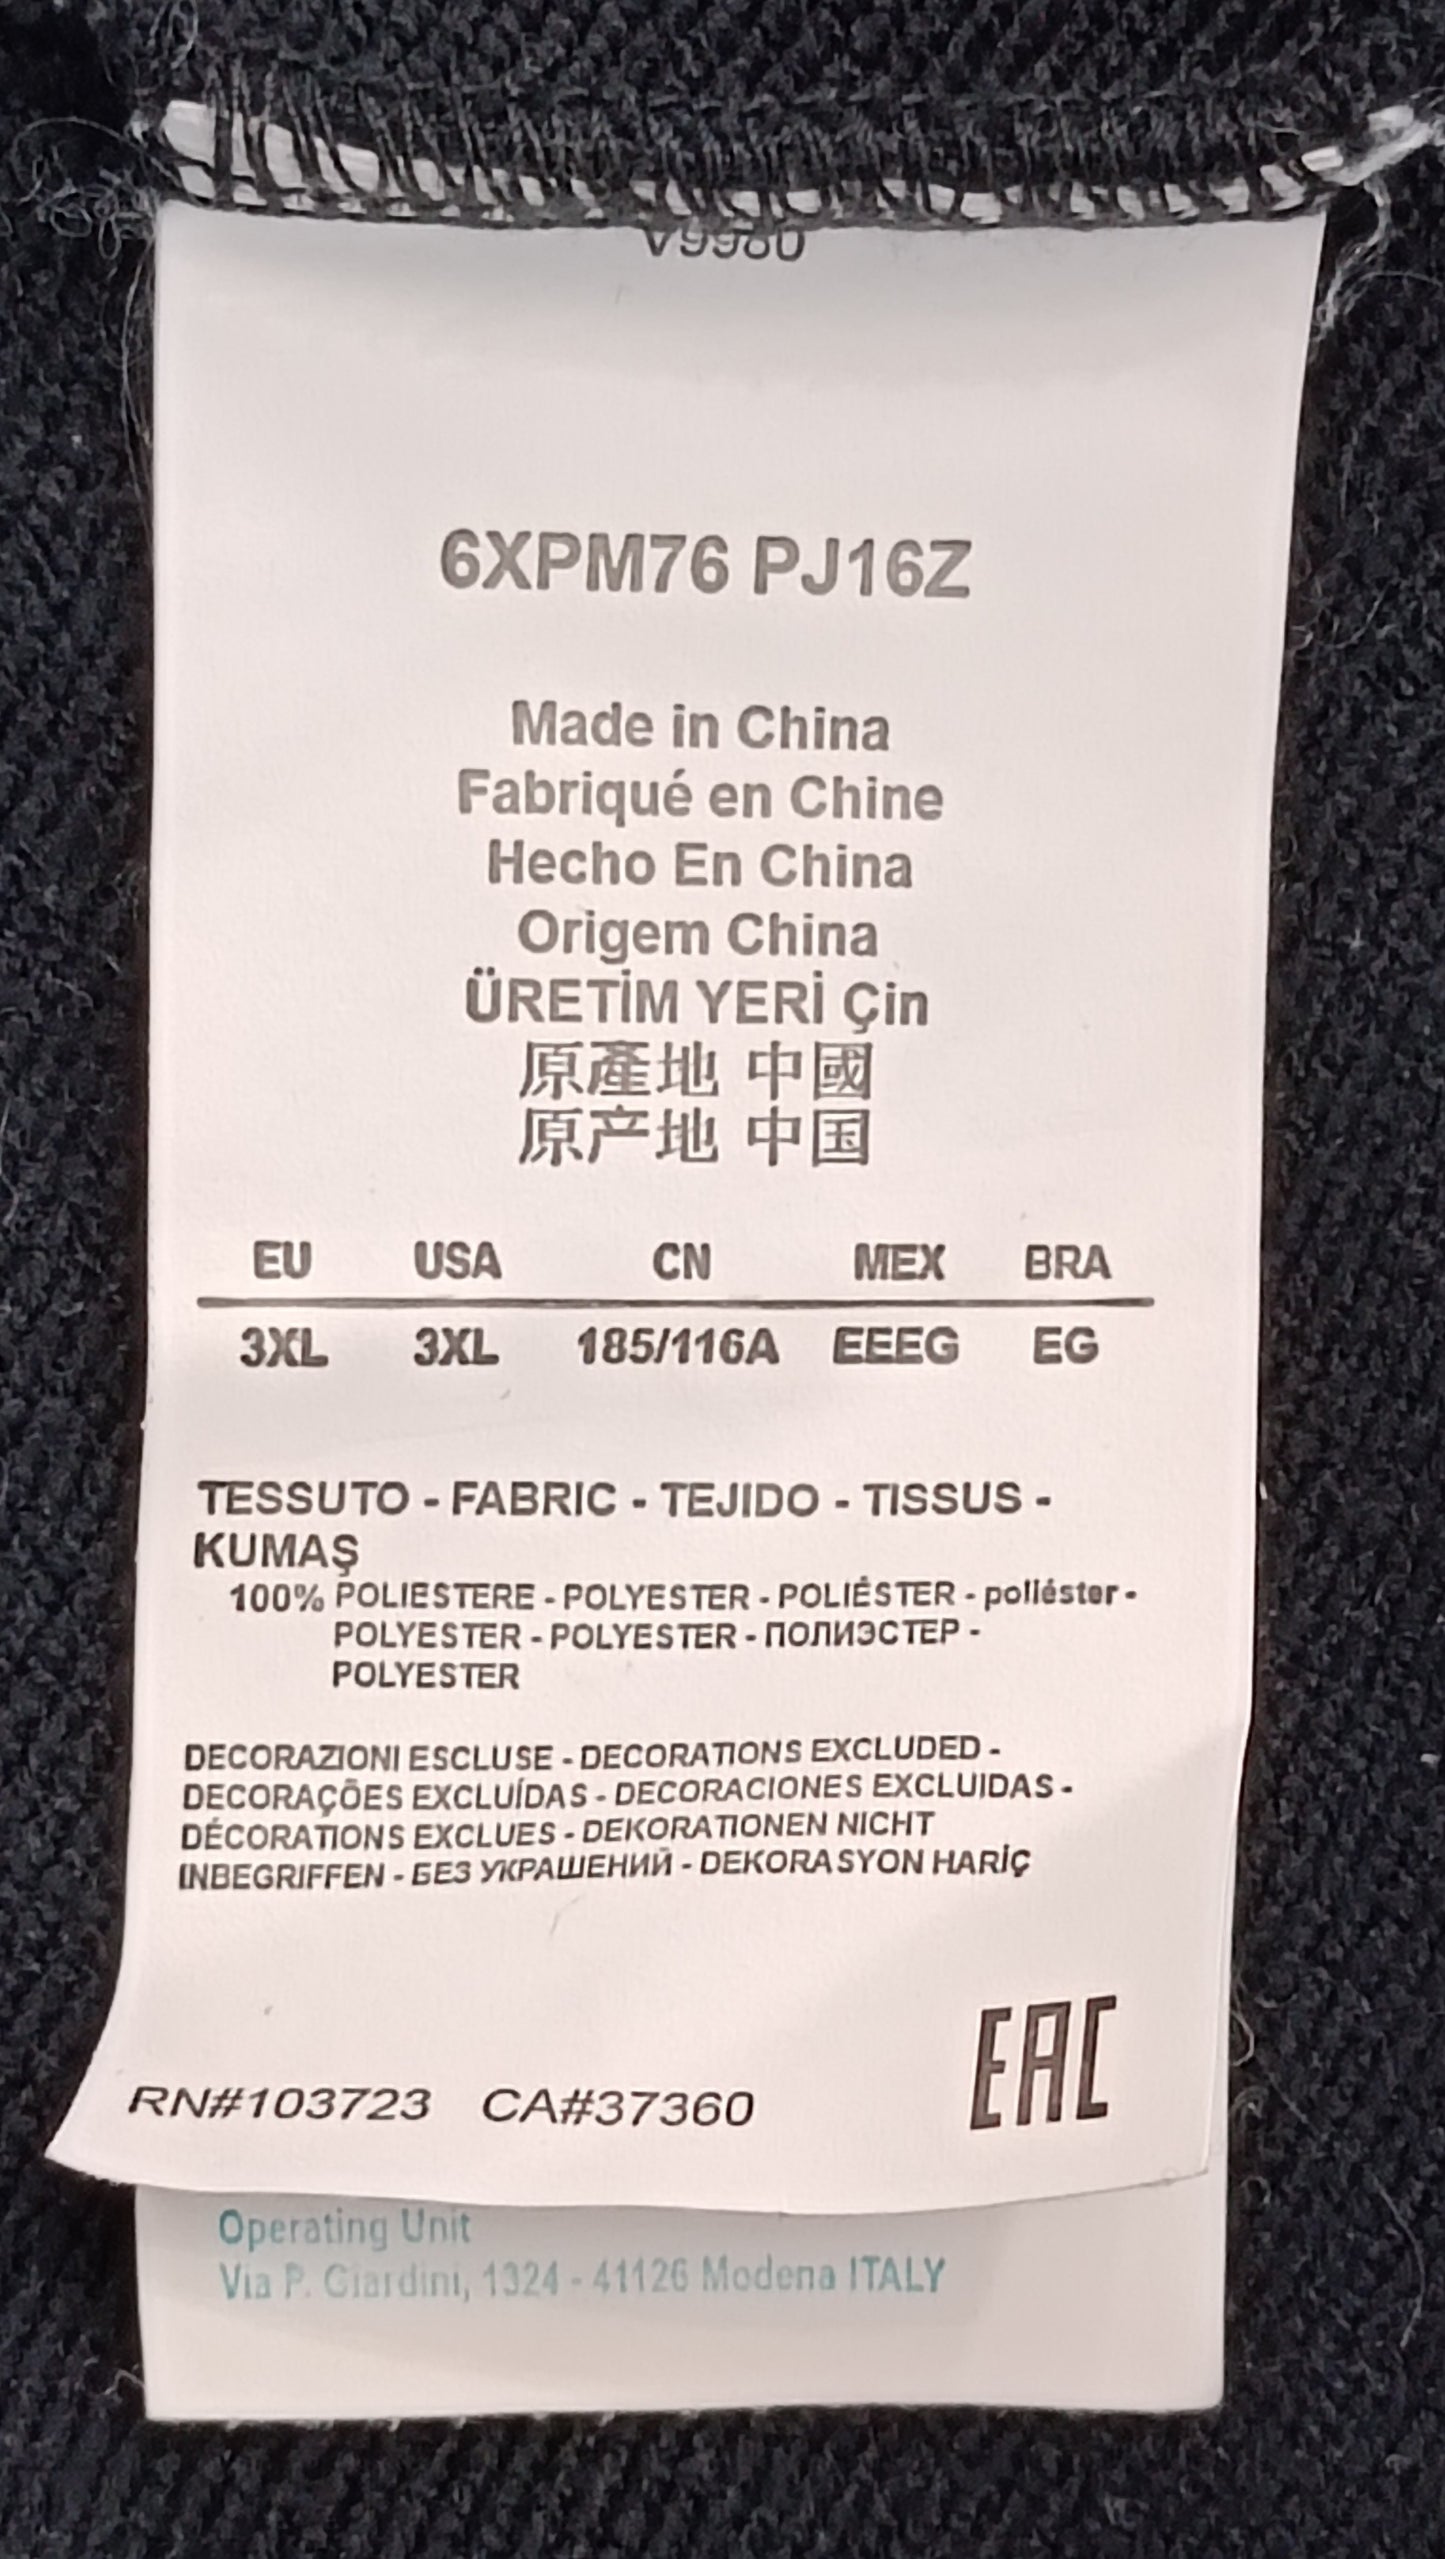 V9980
6XPM76 PJ16Z
Made in China
Fabriqué en Chine
Hecho En China
Origem China
ÜRETİM YERİ Çin
原產地 中國
原产地 中国
EU USA CN MEX BRA
3XL 3XL 185/116A EEEG EG
TESSUTO - FABRIC - TEJIDO - TISSUS -
KUMAŞ
100% POLIESTERE - POLYESTER - POLIÉSTER - poliéster -
POLYESTER - POLYESTER - ПОЛИЭСТЕР -
POLYESTER
DECORAZIONI ESCLUSE - DECORATIONS EXCLUDED -
DECORAÇÕES EXCLUÍDAS - DECORACIONES EXCLUIDAS -
DÉCORATIONS EXCLUES - DEKORATIONEN NICHT
INBEGRIFFEN - БЕЗ УКРАШЕНИЙ - DEKORASYON HARİÇ
EAC
RN#103723 CA#37360
Operating Unit
Via P. Giardini, 1324 - 41126 Modena ITALY